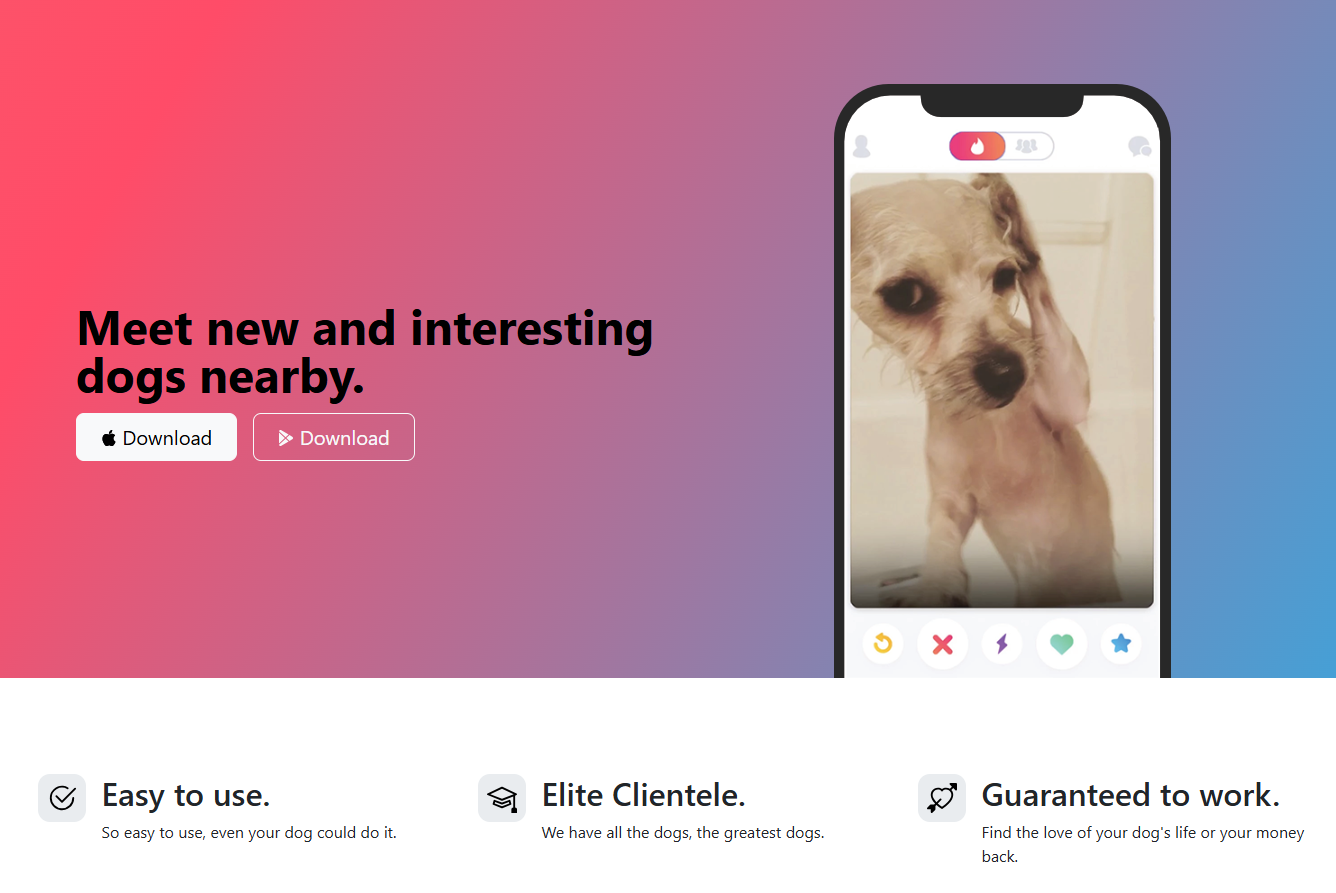 Meet new and interesting
dogs nearby.
Download
Download
Easy to use.
So easy to use, even your dog could do it.
Elite Clientele.
We have all the dogs, the greatest dogs.
Guaranteed to work.
Find the love of your dog's life or your money
back.